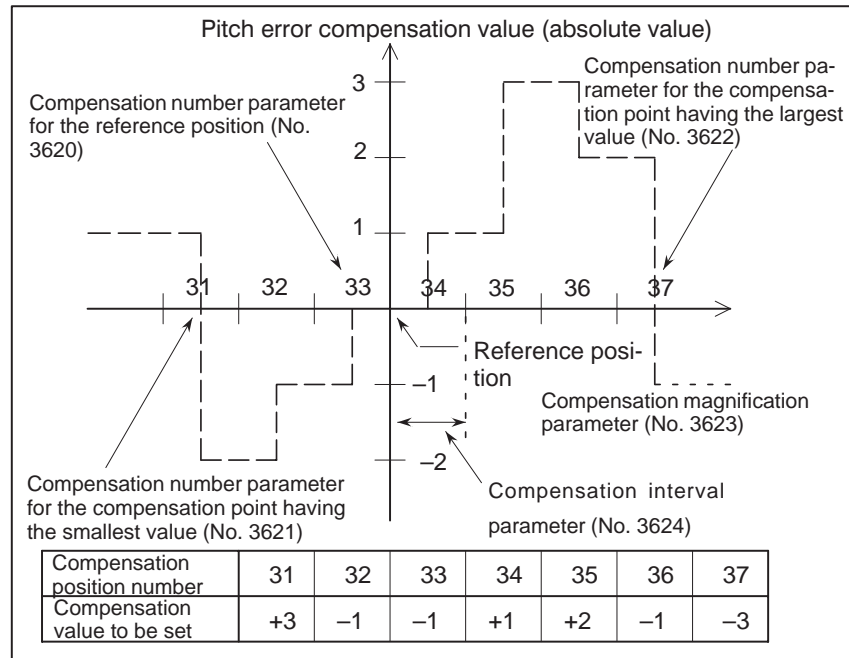 Pitch error compensation value (absolute value)
3
2
1
Compensation number parameter
for the reference position (No.
3620)
Compensation number pa-
rameter for the compensa-
tion point having the largest
value (No. 3622)
31 32 33 34 35 36 37
Reference posi-
tion
–1
–2
Compensation magnification
parameter (No. 3623)
Compensation number parameter
for the compensation point having
the smallest value (No. 3621)
Compensation interval
parameter (No. 3624)
Compensation
position number
31 32 33 34 35 36 37
Compensation
value to be set
+3 –1 –1 +1 +2 –1 –3